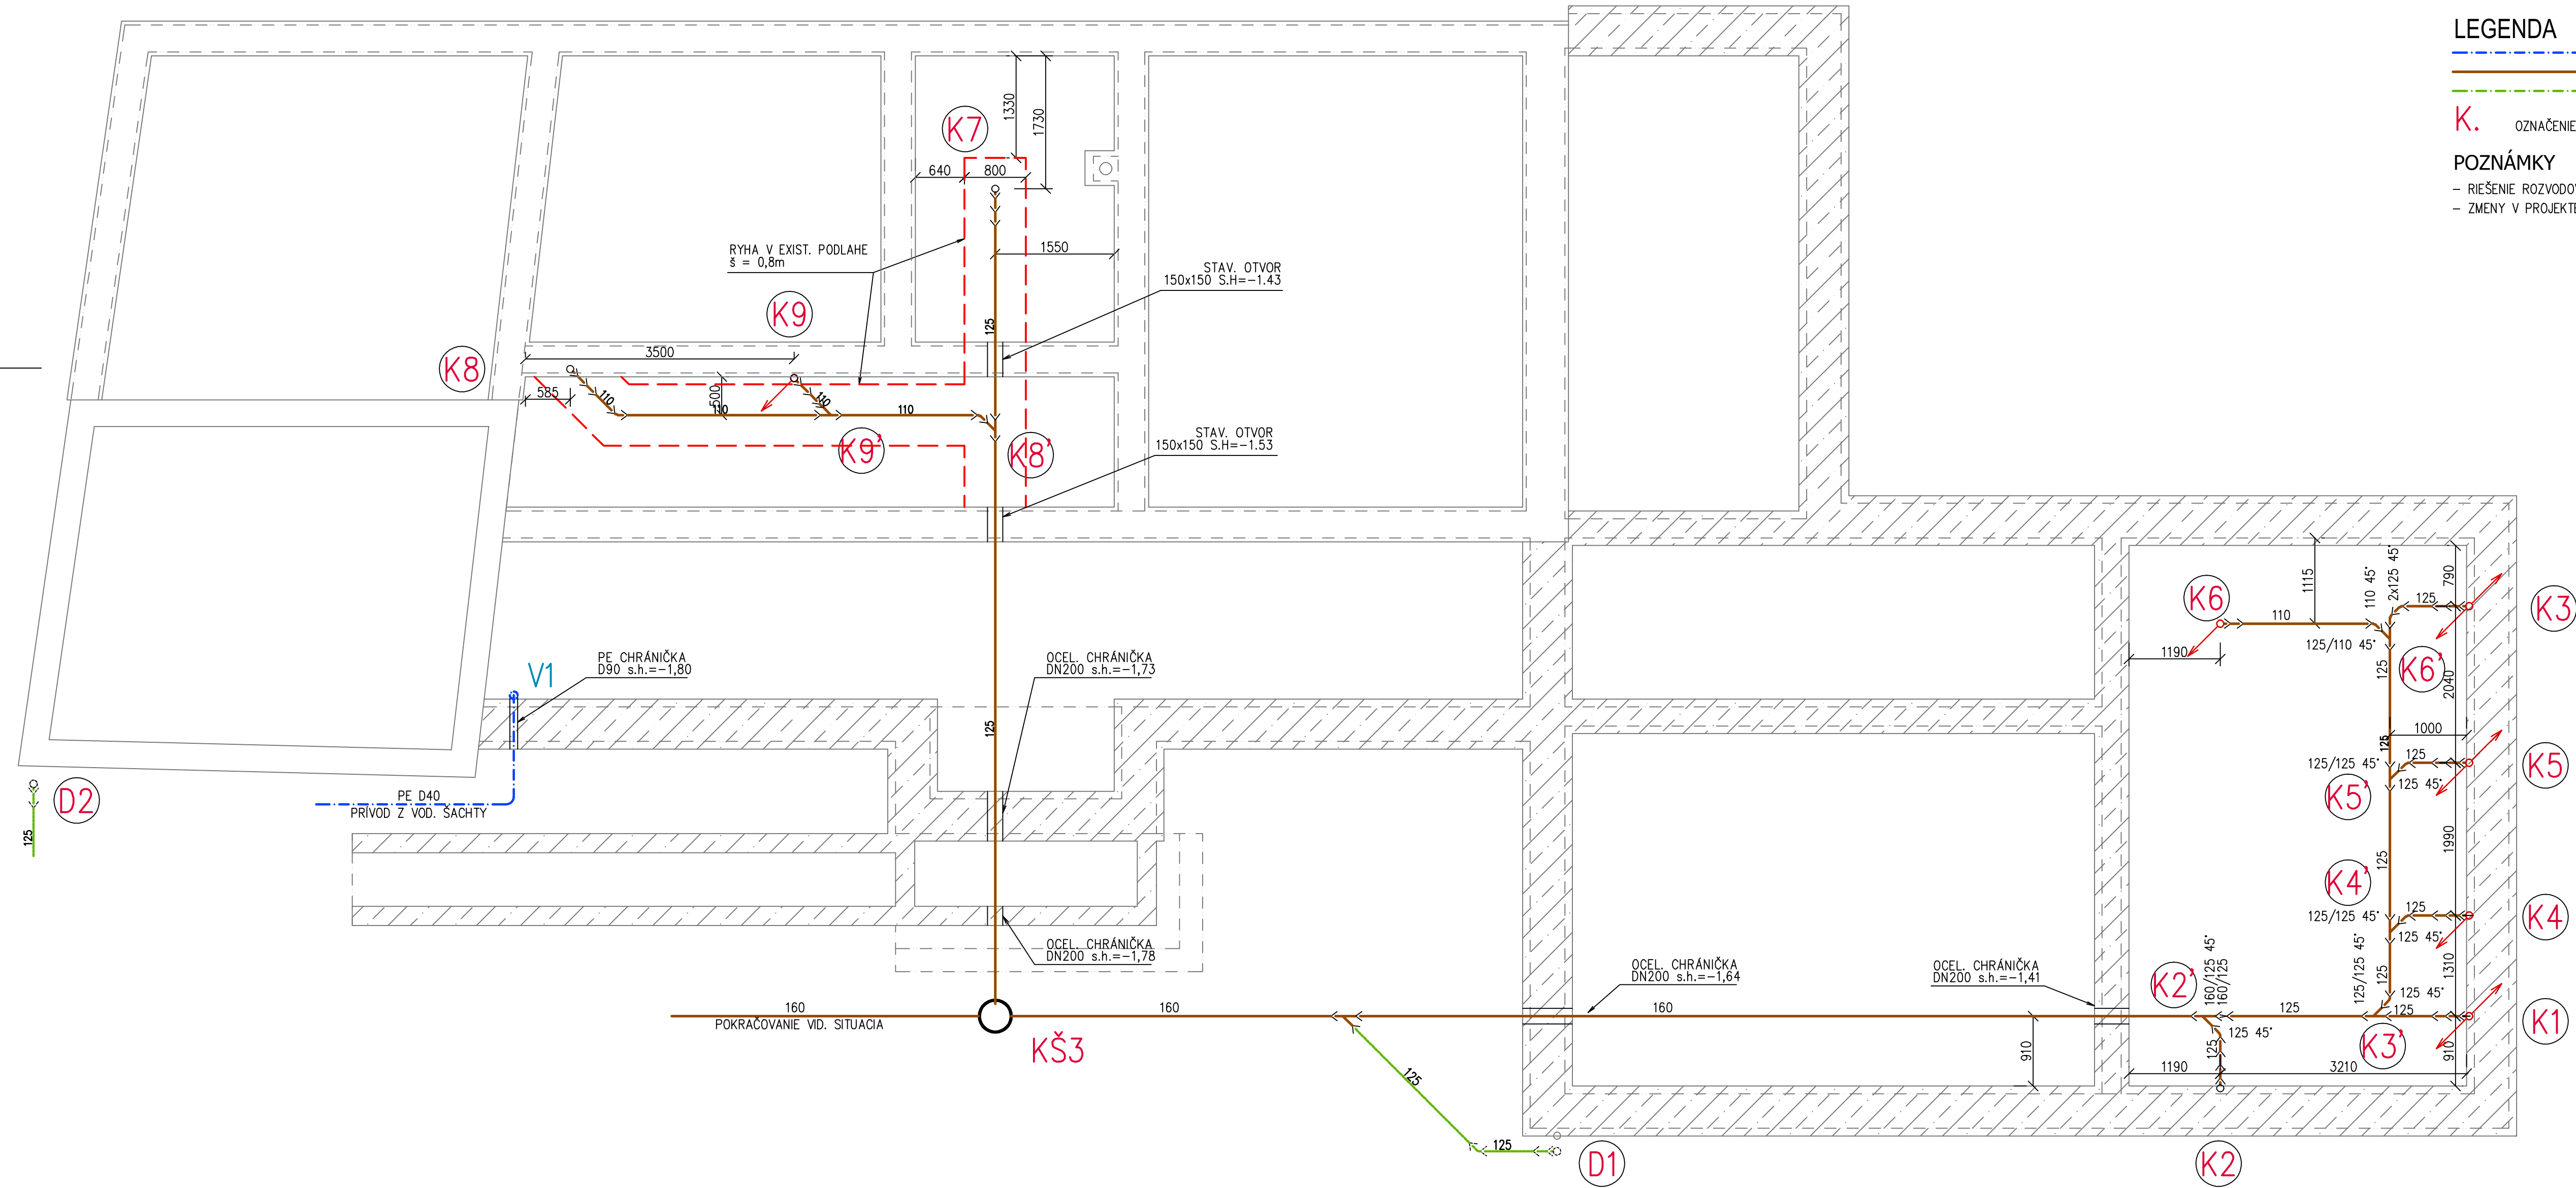 LEGENDA
K. OZNAČENIE
POZNÁMKY
- RIEŠENIE ROZVODO
- ZMENY V PROJEKT
K7
1330
1730
640
800
RYHA V EXIST. PODLAHE
š = 0,8m
1550
STAV. OTVOR
150x150 S.H=-1.43
125
K9
K8
3500
585
500
110
110
110
110
K9'
K8'
STAV. OTVOR
150x150 S.H=-1.53
V1
PE CHRÁNIČKA
D90 s.h.=-1,80
OCEL. CHRÁNIČKA
DN200 s.h.=-1,73
125
PE D40
PRÍVOD Z VOD. ŠACHTY
D2
125
OCEL. CHRÁNIČKA
DN200 s.h.=-1,78
160
POKRAČOVANIE VID. SITUACIA
KŠ3
160
125
125
D1
OCEL. CHRÁNIČKA
DN200 s.h.=-1,64
160
OCEL. CHRÁNIČKA
DN200 s.h.=-1,41
910
K6
1115
110
110 45°
2x125 45°
125
790
K3
125/110 45°
1190
K6'
125
2040
1000
125
125/125 45°
125
125 45°
K5
K5'
1990
125
K4'
125
125/125 45°
125 45°
K4
K2'
160/125 45°
160/125
125/125 45°
125
1310
125 45°
125
125
K1
125 45°
K3'
125
910
1190
3210
K2